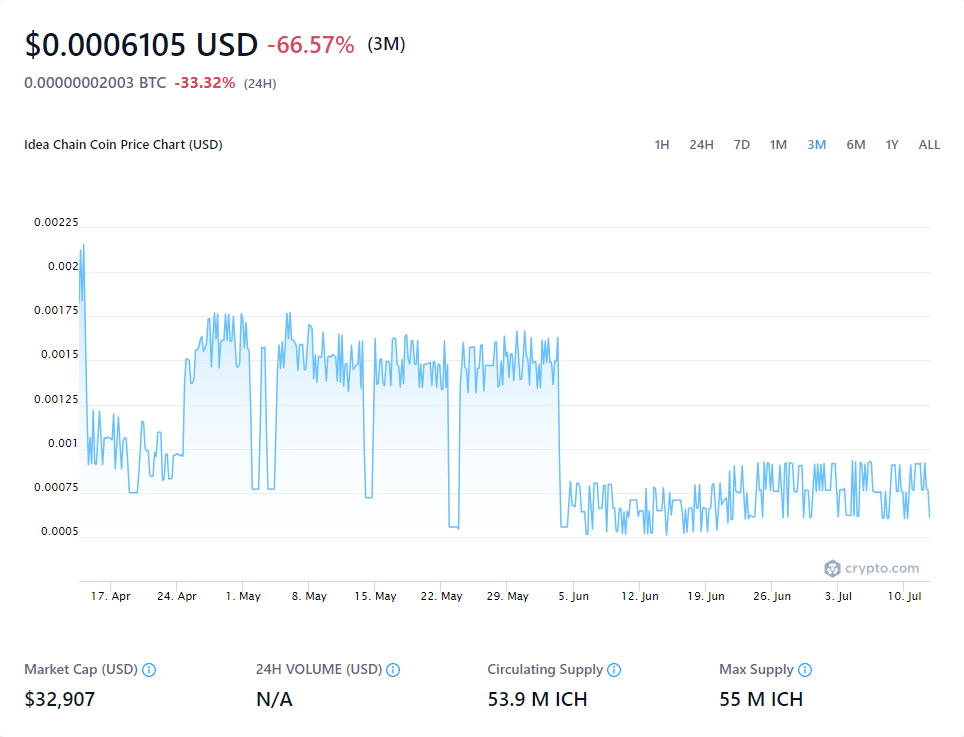 $0.0006105 USD -66.57% (3M)
0.00000002003 BTC -33.32% (24H)
Idea Chain Coin Price Chart (USD) 1H 24H 7D 1M 3M 6M 1Y ALL
0.00225
0.002
0.00175
0.0015
0.00125
0.001
0.00075
0.0005
crypto.com
17. Apr 24. Apr 1. May 8. May 15. May 22. May 29. May 5. Jun 12. Jun 19. Jun 26. Jun 3. Jul 10. Jul
Market Cap (USD) 24H VOLUME (USD) Circulating Supply Max Supply
$32,907 N/A 53.9 M ICH 55 M ICH